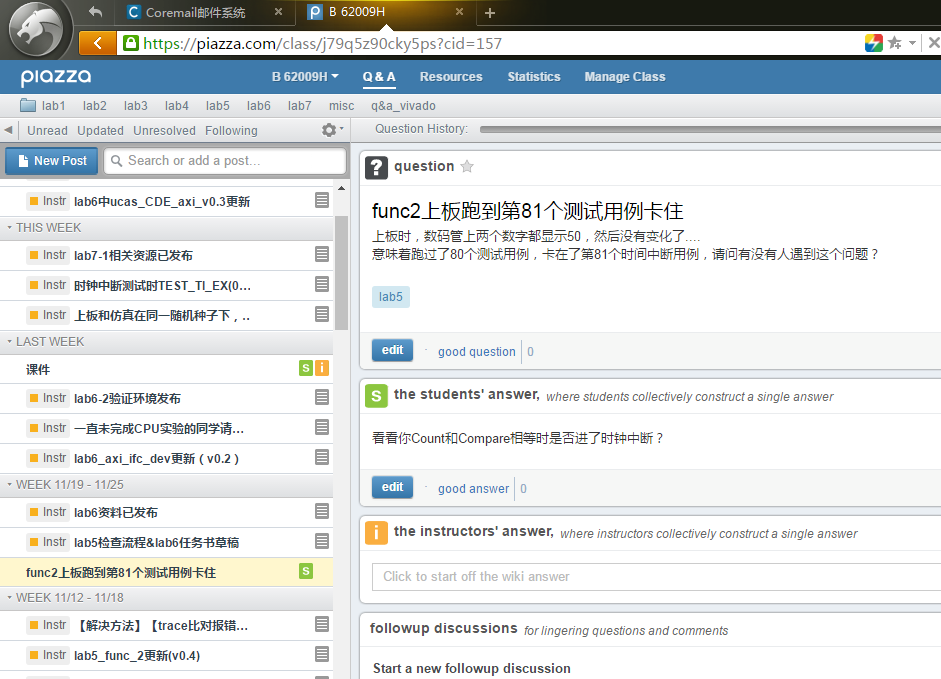 Coremail邮件系统
B 62009H
https://piazza.com/class/j79q5z90cky5ps?cid=157
piazza
B 62009H
Q & A
Resources
Statistics
Manage Class
lab1
lab2
lab3
lab4
lab5
lab6
lab7
misc
q&a_vivado
Unread
Updated
Unresolved
Following
Question History:
New Post
Search or add a post...
Instr lab6中ucas_CDE_axi_v0.3更新
THIS WEEK
Instr lab7-1相关资源已发布
Instr 时钟中断测试时TEST_TI_EX(0...
Instr 上板和仿真在同一随机种子下，..
LAST WEEK
课件 S i
Instr lab6-2验证环境发布
Instr 一直未完成CPU实验的同学请...
Instr lab6_axi_ifc_dev更新（v0.2）
WEEK 11/19 - 11/25
Instr lab6资料已发布
Instr lab5检查流程&lab6任务书草稿
func2上板跑到第81个测试用例卡住 S
WEEK 11/12 - 11/18
Instr 【解决方法】【trace比对报错...
Instr lab5_func_2更新(v0.4)
? question
func2上板跑到第81个测试用例卡住
上板时，数码管上两个数字都显示50，然后没有变化了....
意味着跑过了80个测试用例，卡在了第81个时间中断用例，请问有没有人遇到这个问题？
lab5
edit · good question 0
S the students' answer, where students collectively construct a single answer
看看你Count和Compare相等时是否进了时钟中断？
edit · good answer 0
i the instructors' answer, where instructors collectively construct a single answer
Click to start off the wiki answer
followup discussions for lingering questions and comments
Start a new followup discussion